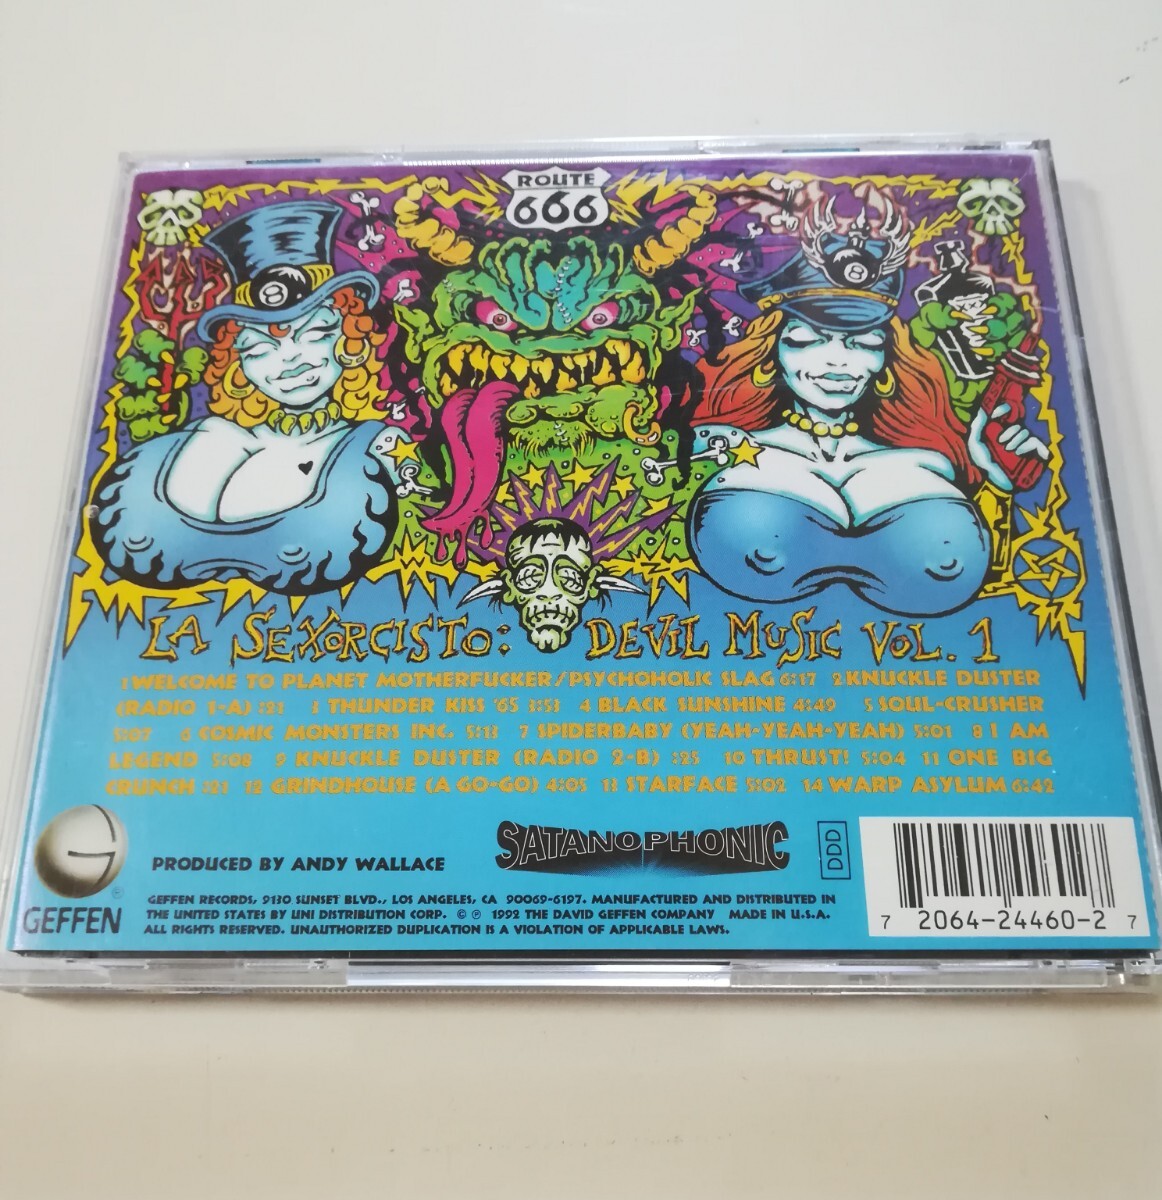 ROUTE
666
8
8
LA SEXORCISTO: DEVIL MUSIC VOL. 1
1 WELCOME TO PLANET MOTHERFUCKER/PSYCHOHOLIC SLAG 6:17 2 KNUCKLE DUSTER
(RADIO 1-A) :21 3 THUNDER KISS '65 3:53 4 BLACK SUNSHINE 4:49 5 SOUL-CRUSHER
5:07 6 COSMIC MONSTERS INC. 5:13 7 SPIDERBABY (YEAH-YEAH-YEAH) 5:01 8 I AM
LEGEND 5:08 9 KNUCKLE DUSTER (RADIO 2-B) :25 10 THRUST! 5:04 11 ONE BIG
CRUNCH :21 12 GRINDHOUSE (A GO-GO) 4:05 13 STARFACE 5:02 14 WARP ASYLUM 6:42
SATANOPHONIC
DDD
PRODUCED BY ANDY WALLACE
GEFFEN
GEFFEN RECORDS, 9130 SUNSET BLVD., LOS ANGELES, CA 90069-6197. MANUFACTURED AND DISTRIBUTED IN
THE UNITED STATES BY UNI DISTRIBUTION CORP. © ℗ 1992 THE DAVID GEFFEN COMPANY MADE IN U.S.A.
ALL RIGHTS RESERVED. UNAUTHORIZED DUPLICATION IS A VIOLATION OF APPLICABLE LAWS.
7 2064-24460-2 7